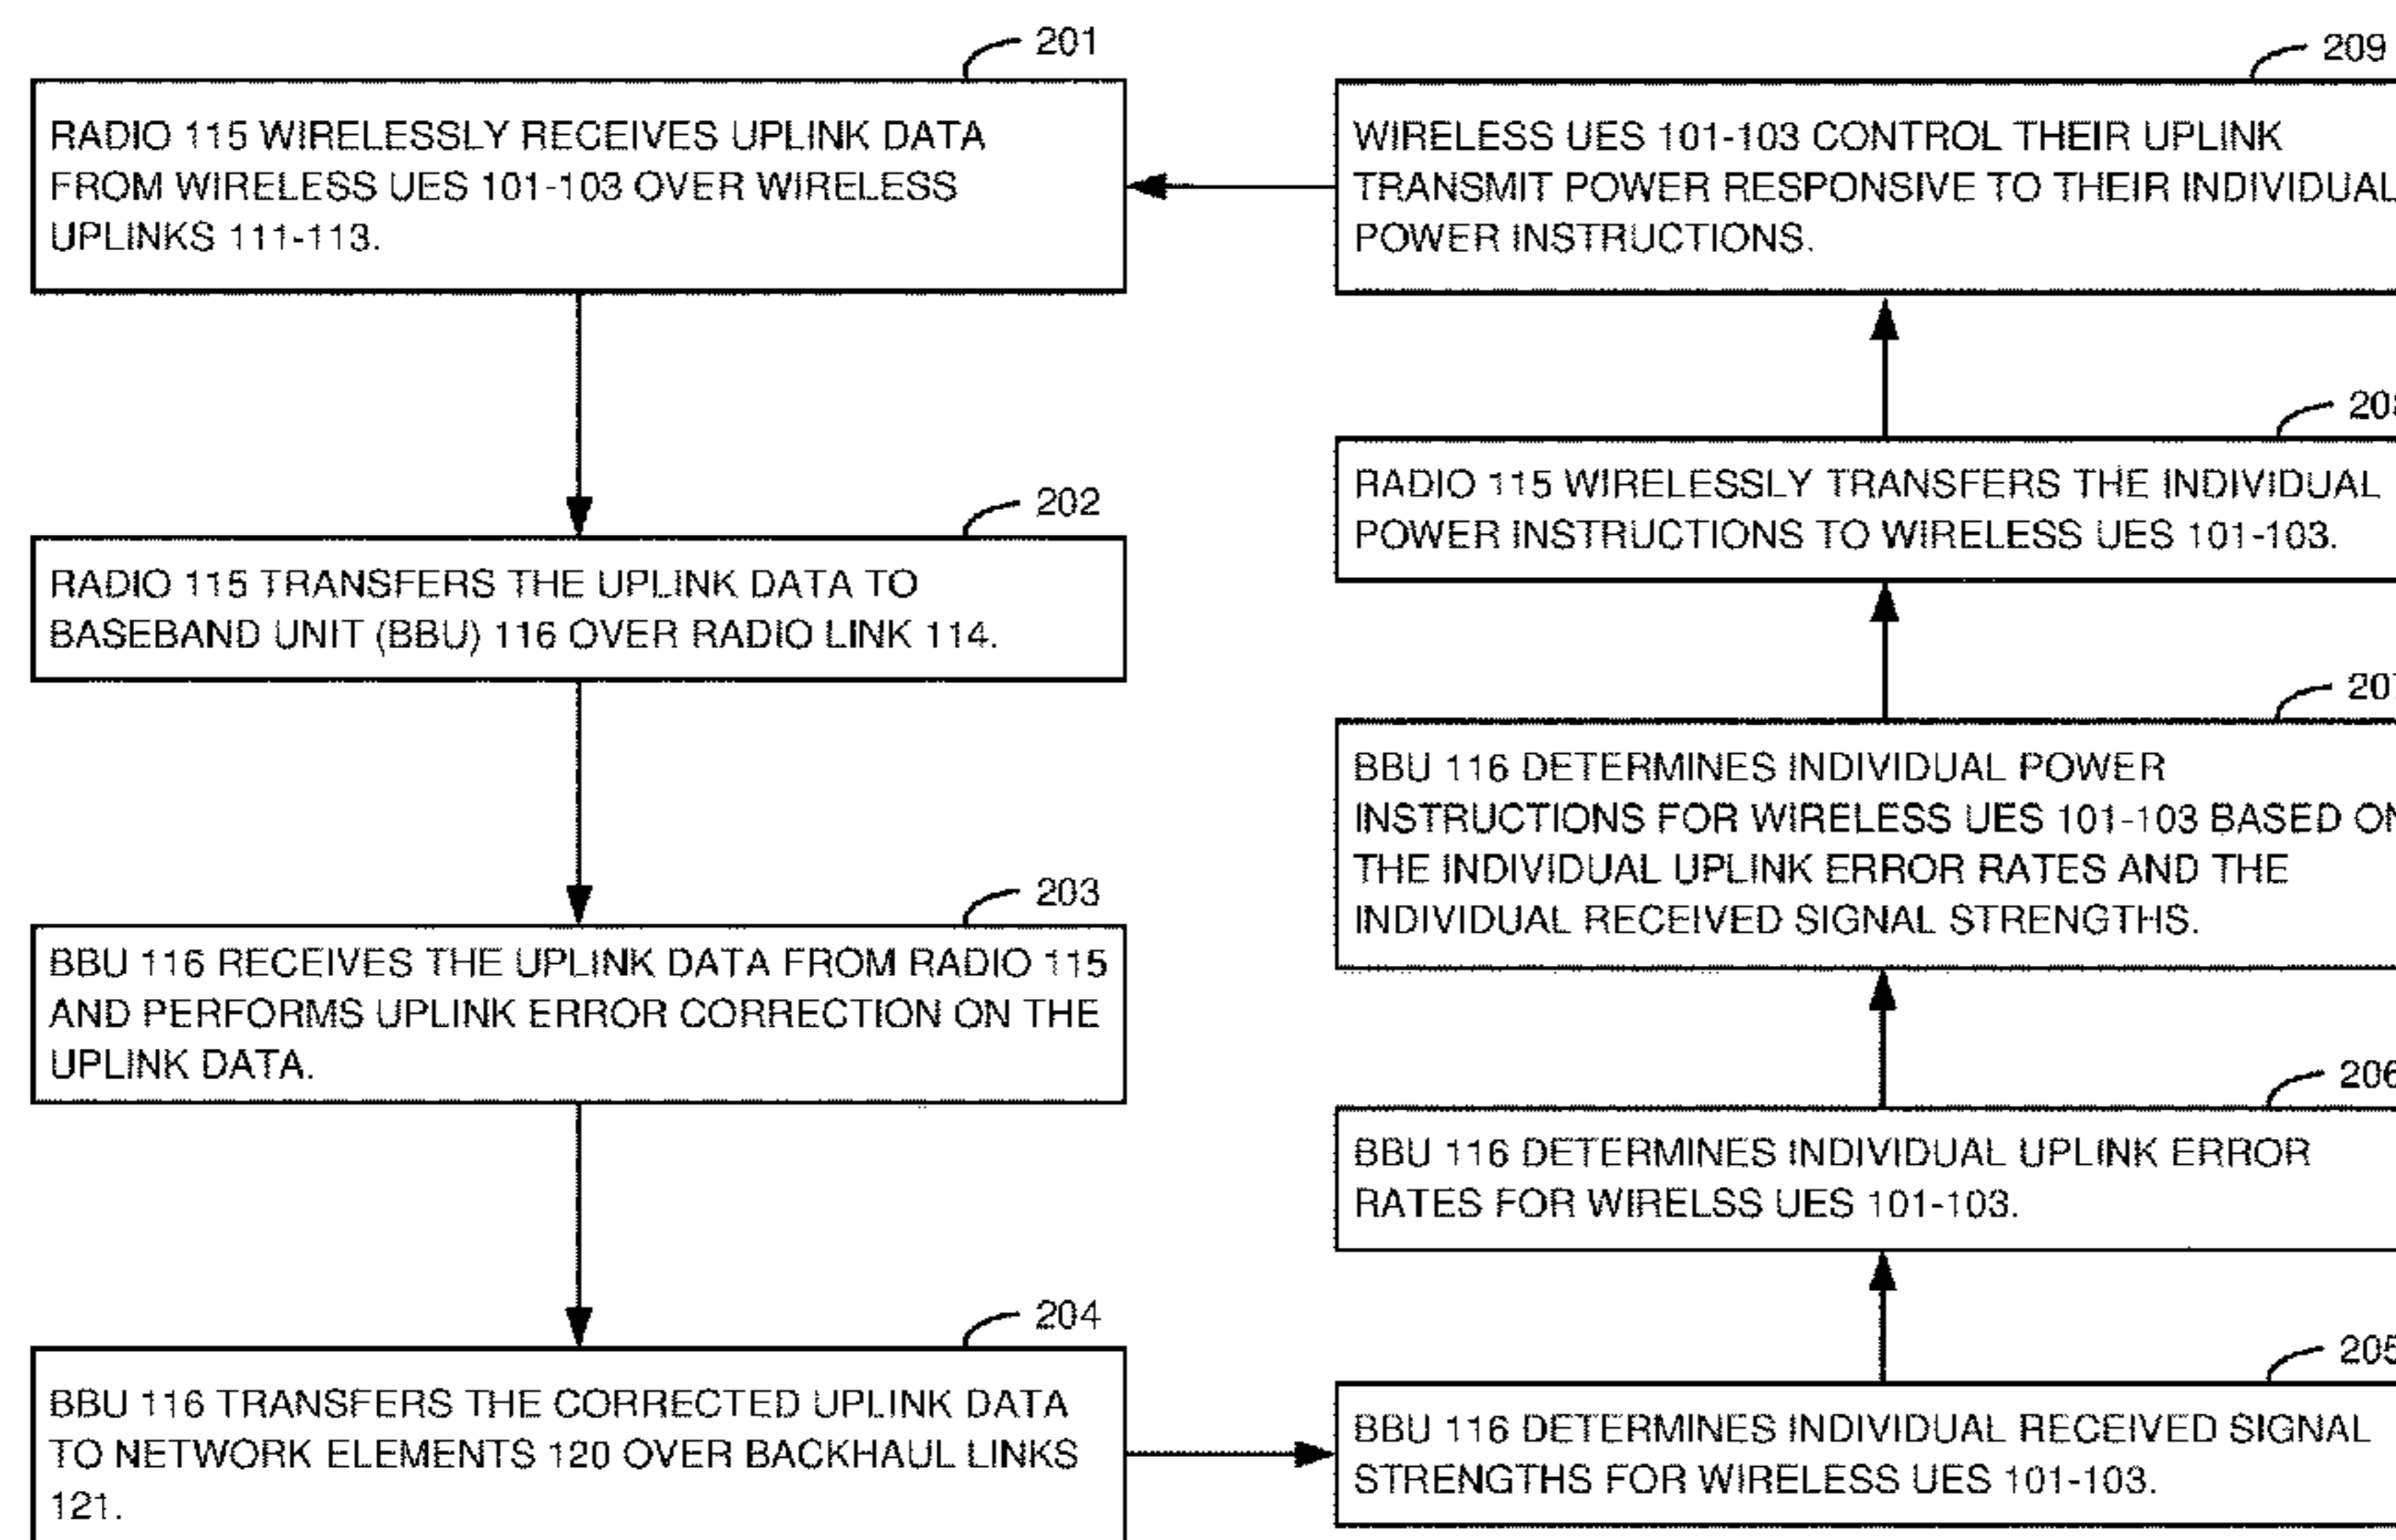 201
RADIO 115 WIRELESSLY RECEIVES UPLINK DATA
FROM WIRELESS UES 101-103 OVER WIRELESS
UPLINKS 111-113.
202
RADIO 115 TRANSFERS THE UPLINK DATA TO
BASEBAND UNIT (BBU) 116 OVER RADIO LINK 114.
203
BBU 116 RECEIVES THE UPLINK DATA FROM RADIO 115
AND PERFORMS UPLINK ERROR CORRECTION ON THE
UPLINK DATA.
204
BBU 116 TRANSFERS THE CORRECTED UPLINK DATA
TO NETWORK ELEMENTS 120 OVER BACKHAUL LINKS
121.
205
BBU 116 DETERMINES INDIVIDUAL RECEIVED SIGNAL
STRENGTHS FOR WIRELESS UES 101-103.
206
BBU 116 DETERMINES INDIVIDUAL UPLINK ERROR
RATES FOR WIRELSS UES 101-103.
207
BBU 116 DETERMINES INDIVIDUAL POWER
INSTRUCTIONS FOR WIRELESS UES 101-103 BASED ON
THE INDIVIDUAL UPLINK ERROR RATES AND THE
INDIVIDUAL RECEIVED SIGNAL STRENGTHS.
208
RADIO 115 WIRELESSLY TRANSFERS THE INDIVIDUAL
POWER INSTRUCTIONS TO WIRELESS UES 101-103.
209
WIRELESS UES 101-103 CONTROL THEIR UPLINK
TRANSMIT POWER RESPONSIVE TO THEIR INDIVIDUAL
POWER INSTRUCTIONS.